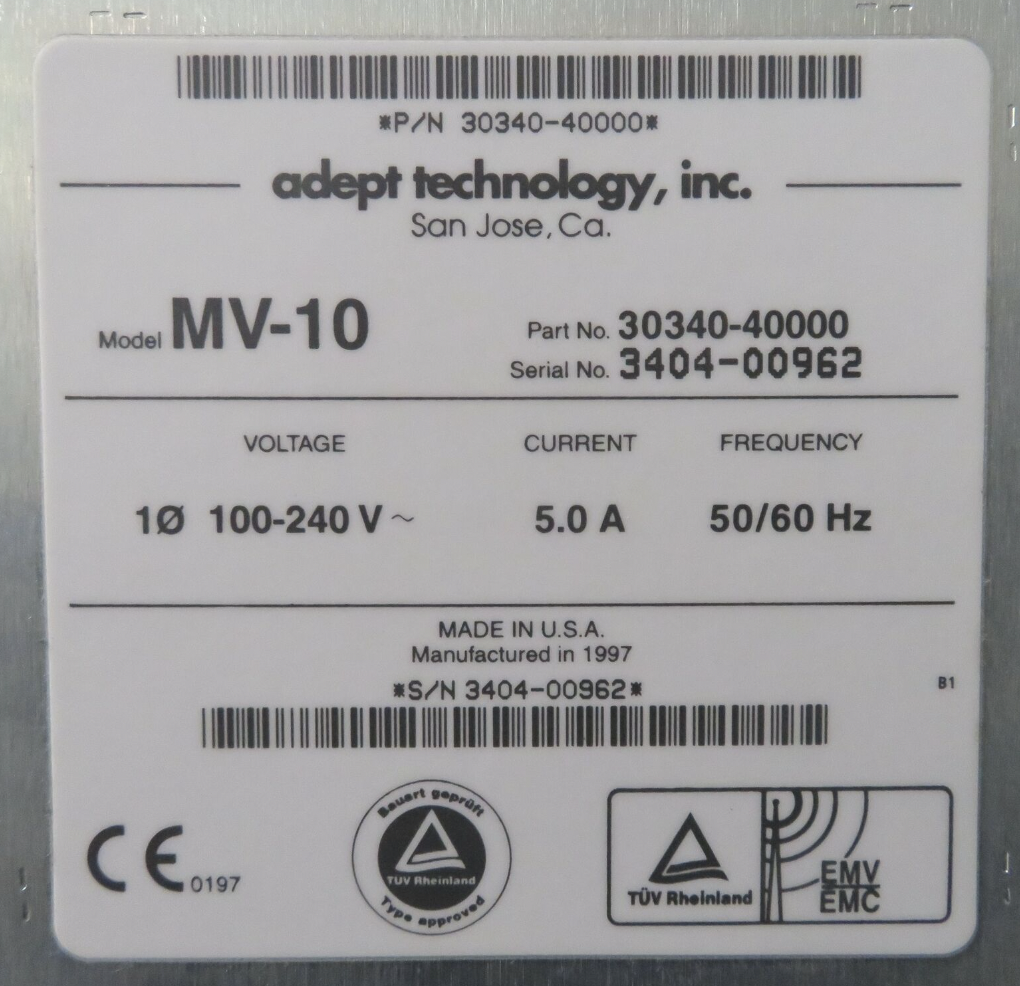 *P/N 30340-40000*
adept technology, inc.
San Jose, Ca.
Model MV-10
Part No. 30340-40000
Serial No. 3404-00962
VOLTAGE CURRENT FREQUENCY
1Ø 100-240 V ~ 5.0 A 50/60 Hz
MADE IN U.S.A.
Manufactured in 1997
*S/N 3404-00962*
B1
CE 0197
Bauart geprüft
TÜV Rheinland
Type approved
TÜV Rheinland
EMV
EMC